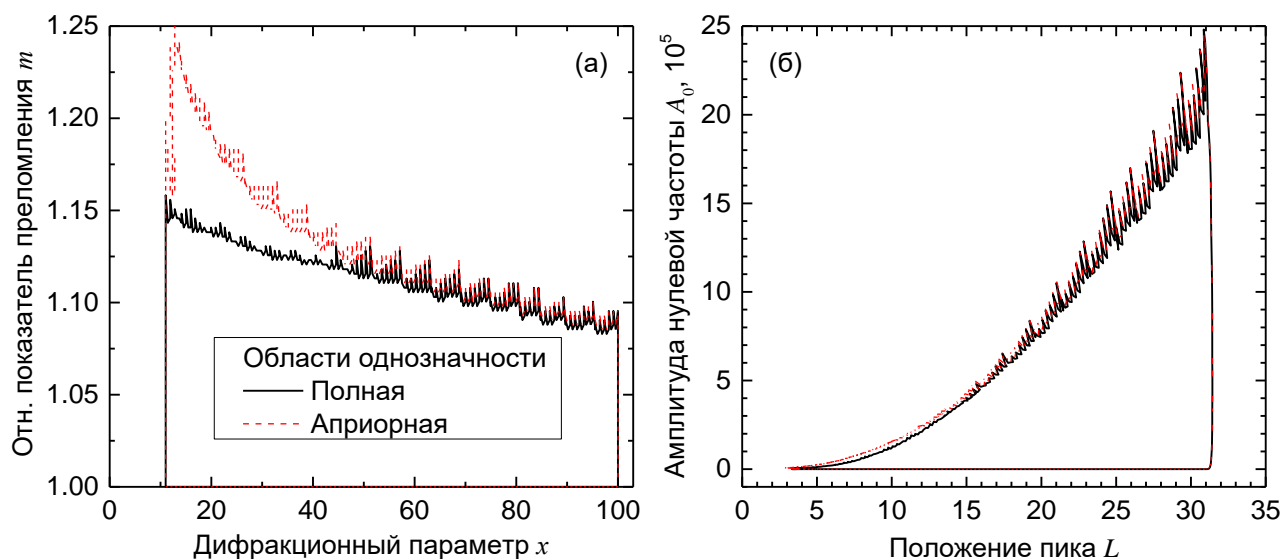 1.25
1.20
1.15
1.10
1.05
1.00
Отн. показатель преломления m
(а)
Области однозначности
Полная
Априорная
0 20 40 60 80 100
Дифракционный параметр x
25
20
15
10
5
0
Амплитуда нулевой частоты A₀, 10⁵
(б)
0 5 10 15 20 25 30 35
Положение пика L